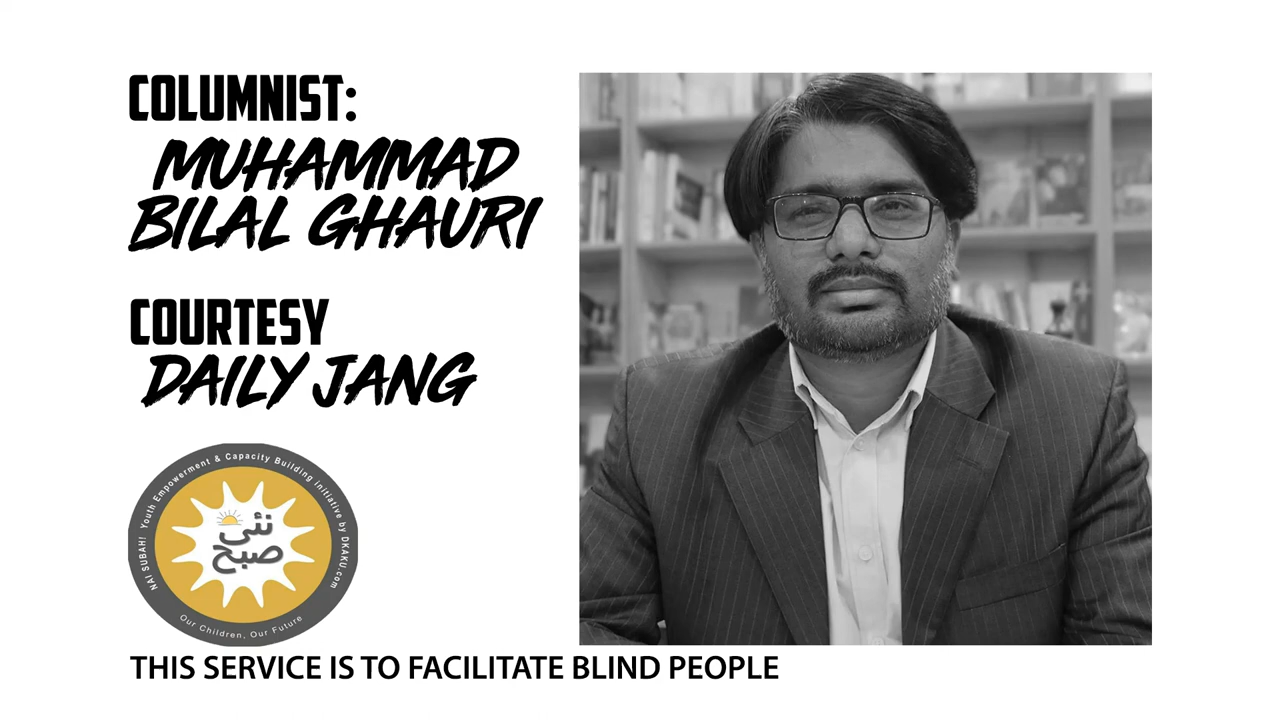 COLUMNIST:
MUHAMMAD
BILAL GHAURI
COURTESY
DAILY JANG
NAI SUBAH! Youth Empowerment & Capacity Building initiative by DKAKU.com
نئی
صبح
Our Children, Our Future
THIS SERVICE IS TO FACILITATE BLIND PEOPLE